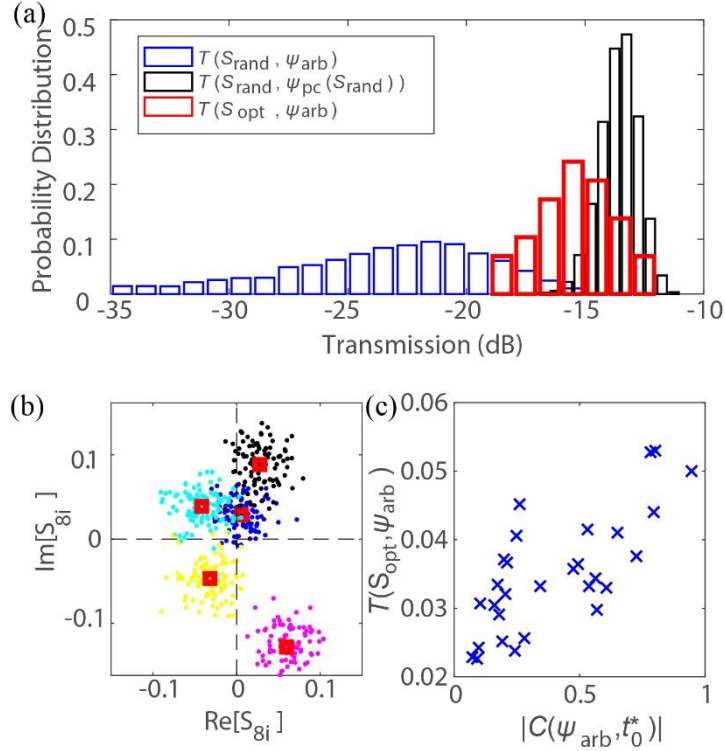 (a)
0.5
0.4
0.3
0.2
0.1
0
Probability Distribution
T(S_rand, ψ_arb)
T(S_rand, ψ_pc(S_rand))
T(S_opt, ψ_arb)
-35 -30 -25 -20 -15 -10
Transmission (dB)
(b)
0.1
0
-0.1
Im[S_8i]
-0.1 0 0.1
Re[S_8i]
(c)
0.06
0.05
0.04
0.03
0.02
T(S_opt, ψ_arb)
0 0.5 1
|C(ψ_arb, t_0^*)|